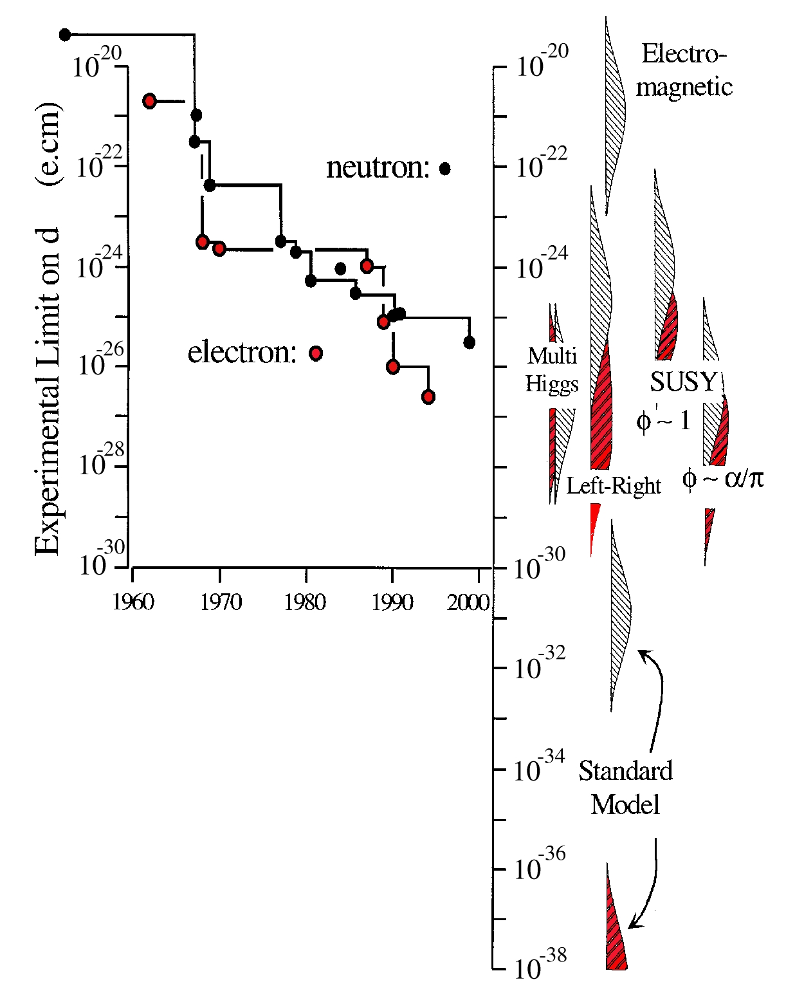 Experimental Limit on d (e.cm)
10^-20
10^-22
10^-24
10^-26
10^-28
10^-30
1960 1970 1980 1990 2000
neutron:
electron:
10^-20
10^-22
10^-24
10^-26
10^-28
10^-30
10^-32
10^-34
10^-36
10^-38
Electro-
magnetic
Multi
Higgs
SUSY
ϕ ~ 1
Left-Right
ϕ ~ α/π
Standard
Model